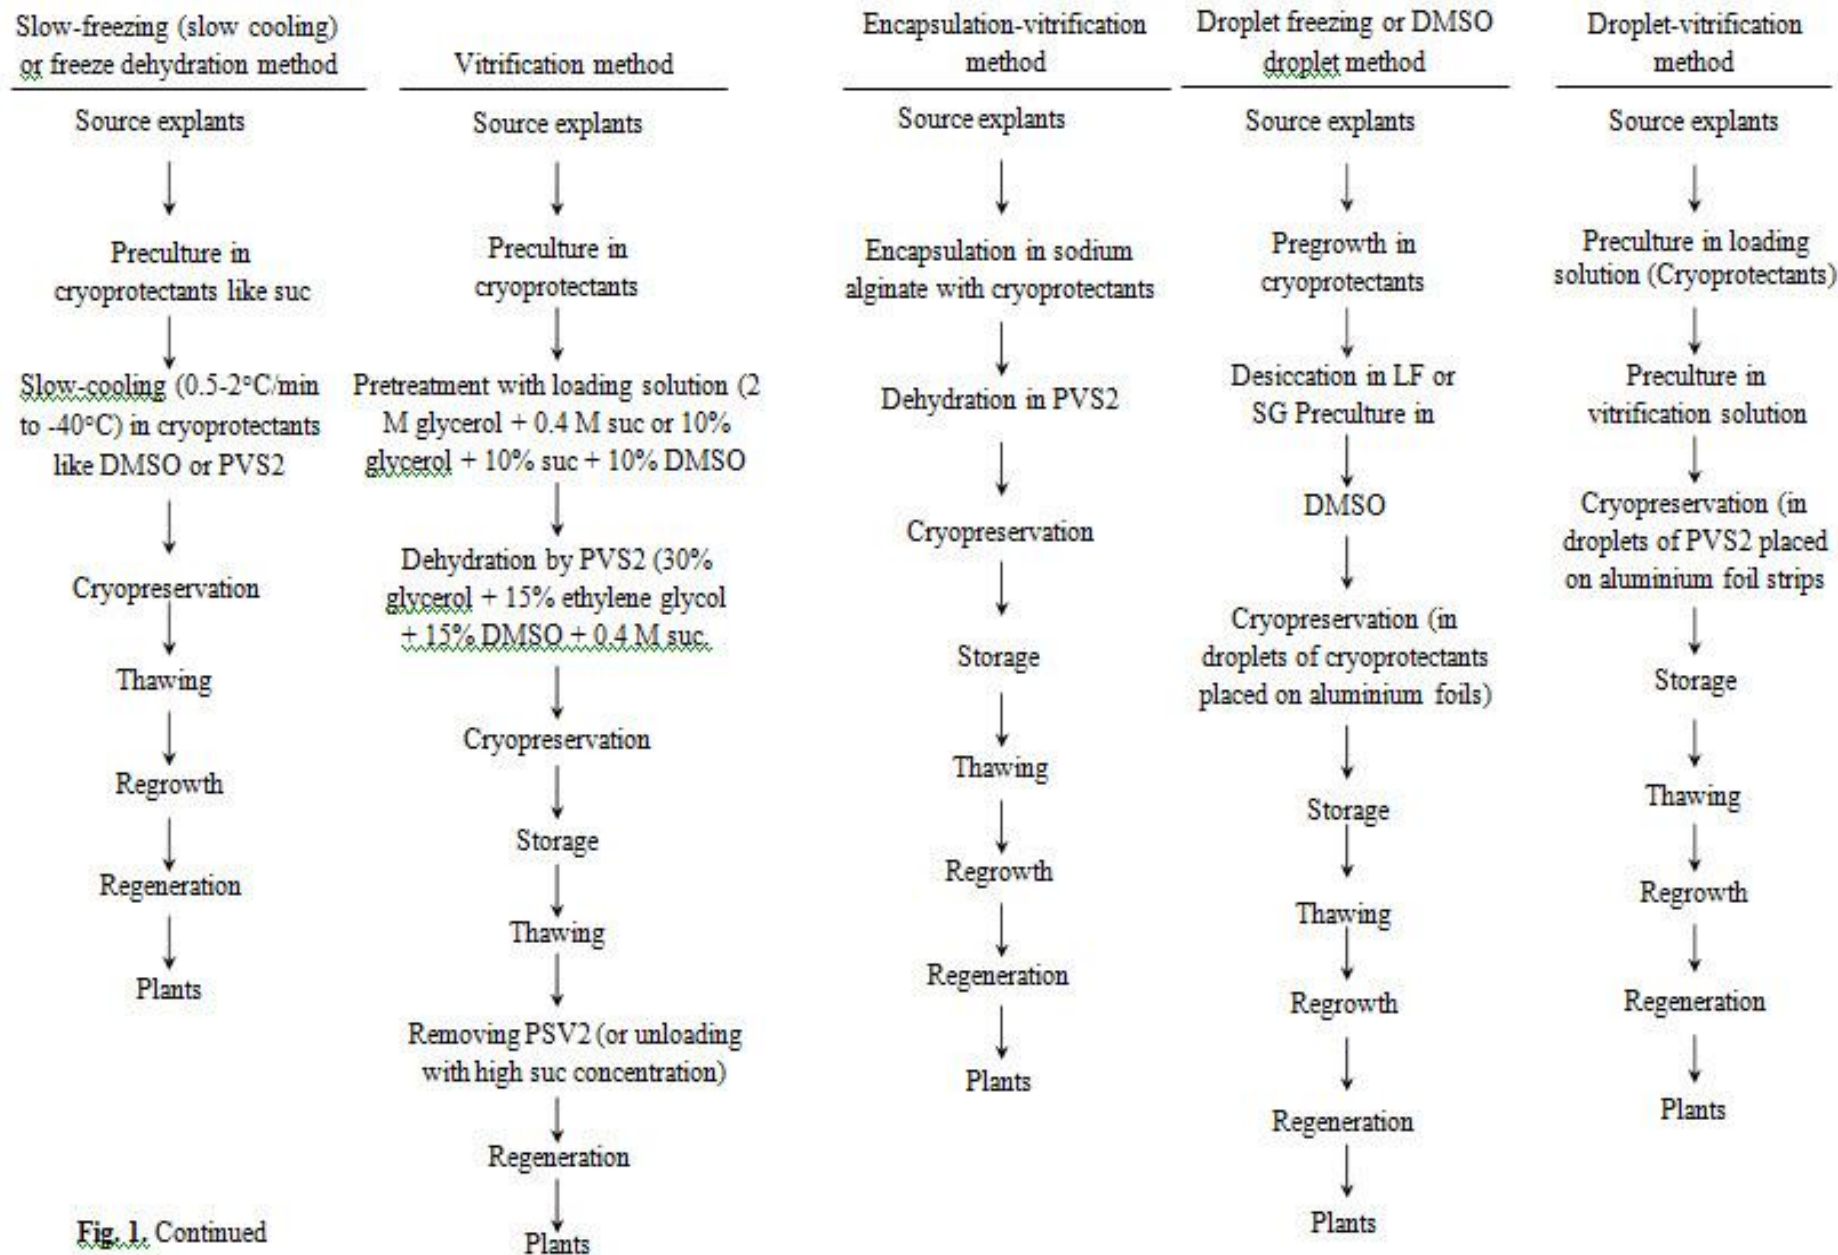 Slow-freezing (slow cooling)
or freeze dehydration method
Source explants
Preculture in
cryoprotectants like suc
Slow-cooling (0.5-2°C/min
to -40°C) in cryoprotectants
like DMSO or PVS2
Cryopreservation
Thawing
Regrowth
Regeneration
Plants
Vitrification method
Source explants
Preculture in
cryoprotectants
Pretreatment with loading solution (2
M glycerol + 0.4 M suc or 10%
glycerol + 10% suc + 10% DMSO
Dehydration by PVS2 (30%
glycerol + 15% ethylene glycol
+ 15% DMSO + 0.4 M suc.
Cryopreservation
Storage
Thawing
Removing PSV2 (or unloading
with high suc concentration)
Regeneration
Plants
Encapsulation-vitrification
method
Source explants
Encapsulation in sodium
alginate with cryoprotectants
Dehydration in PVS2
Cryopreservation
Storage
Thawing
Regrowth
Regeneration
Plants
Droplet freezing or DMSO
droplet method
Source explants
Pregrowth in
cryoprotectants
Desiccation in LF or
SG Preculture in
DMSO
Cryopreservation (in
droplets of cryoprotectants
placed on aluminium foils)
Storage
Thawing
Regrowth
Regeneration
Plants
Droplet-vitrification
method
Source explants
Preculture in loading
solution (Cryoprotectants)
Preculture in
vitrification solution
Cryopreservation (in
droplets of PVS2 placed
on aluminium foil strips
Storage
Thawing
Regrowth
Regeneration
Plants
Fig. 1. Continued